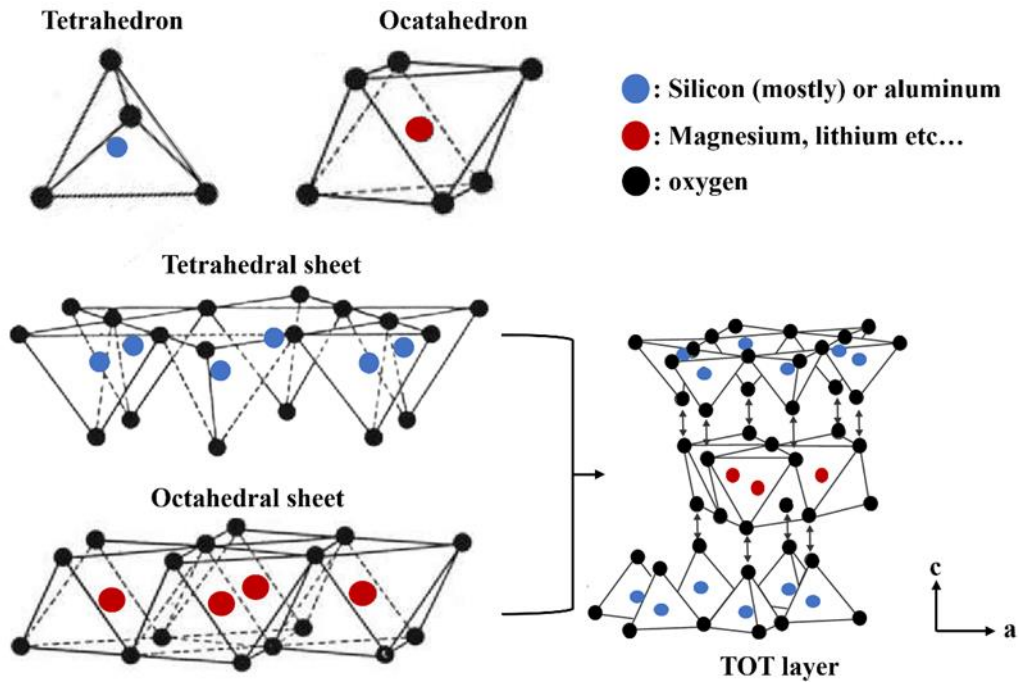 Tetrahedron
Ocatahedron
: Silicon (mostly) or aluminum
: Magnesium, lithium etc…
: oxygen
Tetrahedral sheet
Octahedral sheet
TOT layer
c
a